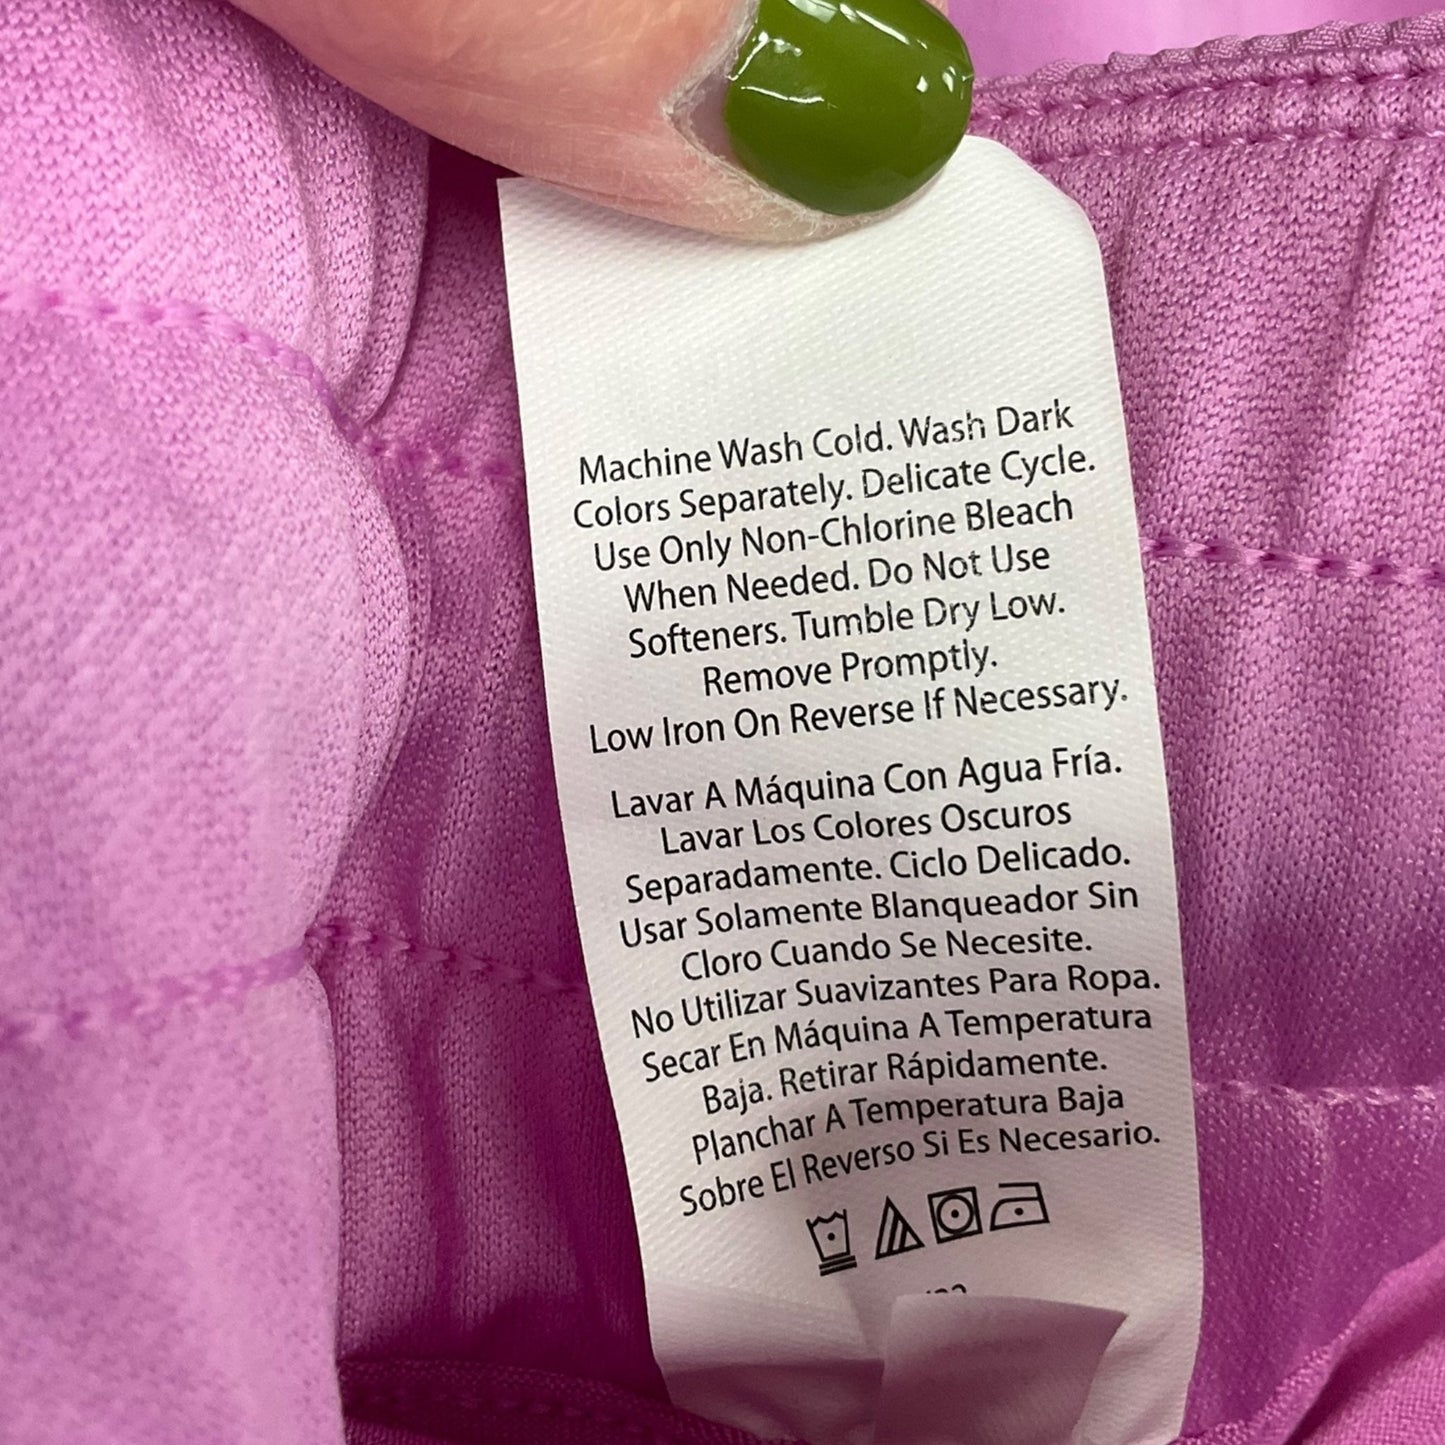 Machine Wash Cold. Wash Dark
Colors Separately. Delicate Cycle.
Use Only Non-Chlorine Bleach
When Needed. Do Not Use
Softeners. Tumble Dry Low.
Remove Promptly.
Low Iron On Reverse If Necessary.
Lavar A Máquina Con Agua Fría.
Lavar Los Colores Oscuros
Separadamente. Ciclo Delicado.
Usar Solamente Blanqueador Sin
Cloro Cuando Se Necesite.
No Utilizar Suavizantes Para Ropa.
Secar En Máquina A Temperatura
Baja. Retirar Rápidamente.
Planchar A Temperatura Baja
Sobre El Reverso Si Es Necesario.